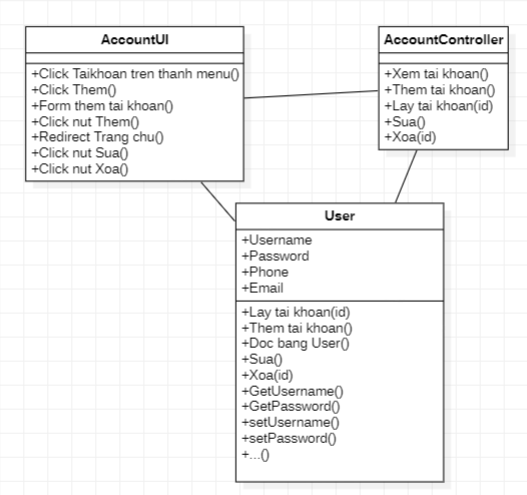 AccountUI
+Click Taikhoan tren thanh menu()
+Click Them()
+Form them tai khoan()
+Click nut Them()
+Redirect Trang chu()
+Click nut Sua()
+Click nut Xoa()
AccountController
+Xem tai khoan()
+Them tai khoan()
+Lay tai khoan(id)
+Sua()
+Xoa(id)
User
+Username
+Password
+Phone
+Email
+Lay tai khoan(id)
+Them tai khoan()
+Doc bang User()
+Sua()
+Xoa(id)
+GetUsername()
+GetPassword()
+setUsername()
+setPassword()
+...()